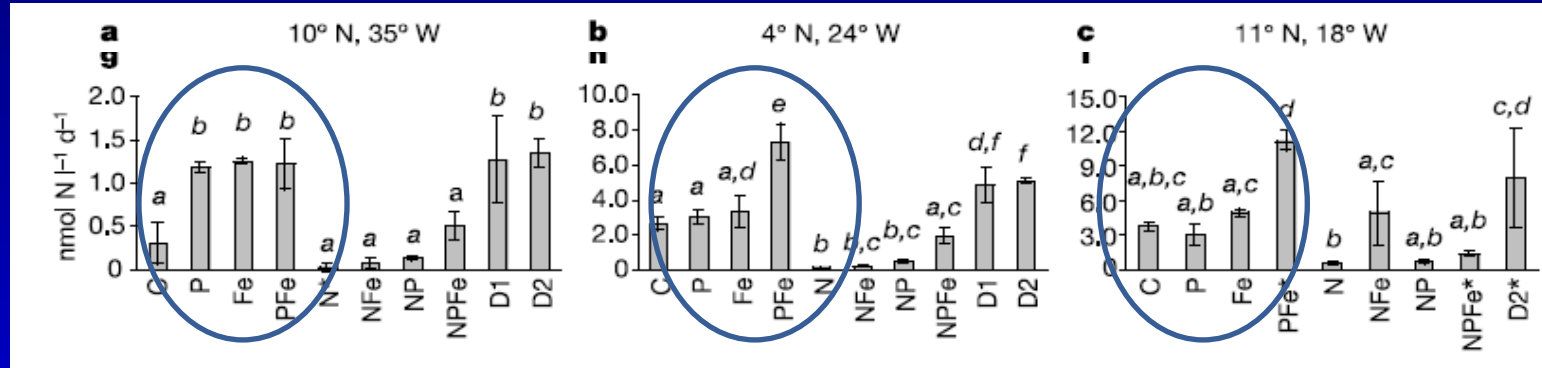 a 10° N, 35° W
g
nmol N l⁻¹ d⁻¹
2.0
1.5
1.0
0.5
0
a b b b a a a a b b
C P Fe PFe N* NFe NP NPFe D1 D2
b 4° N, 24° W
10.0
8.0
6.0
4.0
2.0
0
a a a,d e b b,c b,c a,c d,f f
C P Fe PFe N NFe NP NPFe D1 D2
c 11° N, 18° W
15.0
12.0
9.0
6.0
3.0
0
a,b,c a,b a,c d b a,c a,b a,b c,d
C P Fe PFe* N NFe NP NPFe* D2*